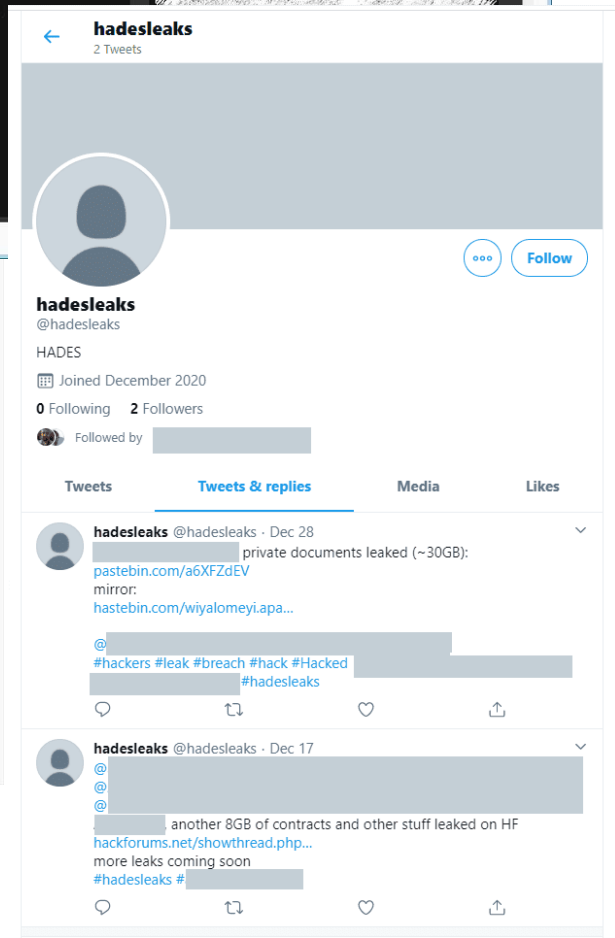 hadesleaks
2 Tweets
Follow
hadesleaks
@hadesleaks
HADES
Joined December 2020
0 Following 2 Followers
Followed by
Tweets Tweets & replies Media Likes
hadesleaks @hadesleaks · Dec 28
private documents leaked (~30GB):
pastebin.com/a6XFZdEV
mirror:
hastebin.com/wiyalomeyi.apa...
@
#hackers #leak #breach #hack #Hacked
#hadesleaks
hadesleaks @hadesleaks · Dec 17
@
@
@
, another 8GB of contracts and other stuff leaked on HF
hackforums.net/showthread.php...
more leaks coming soon
#hadesleaks #